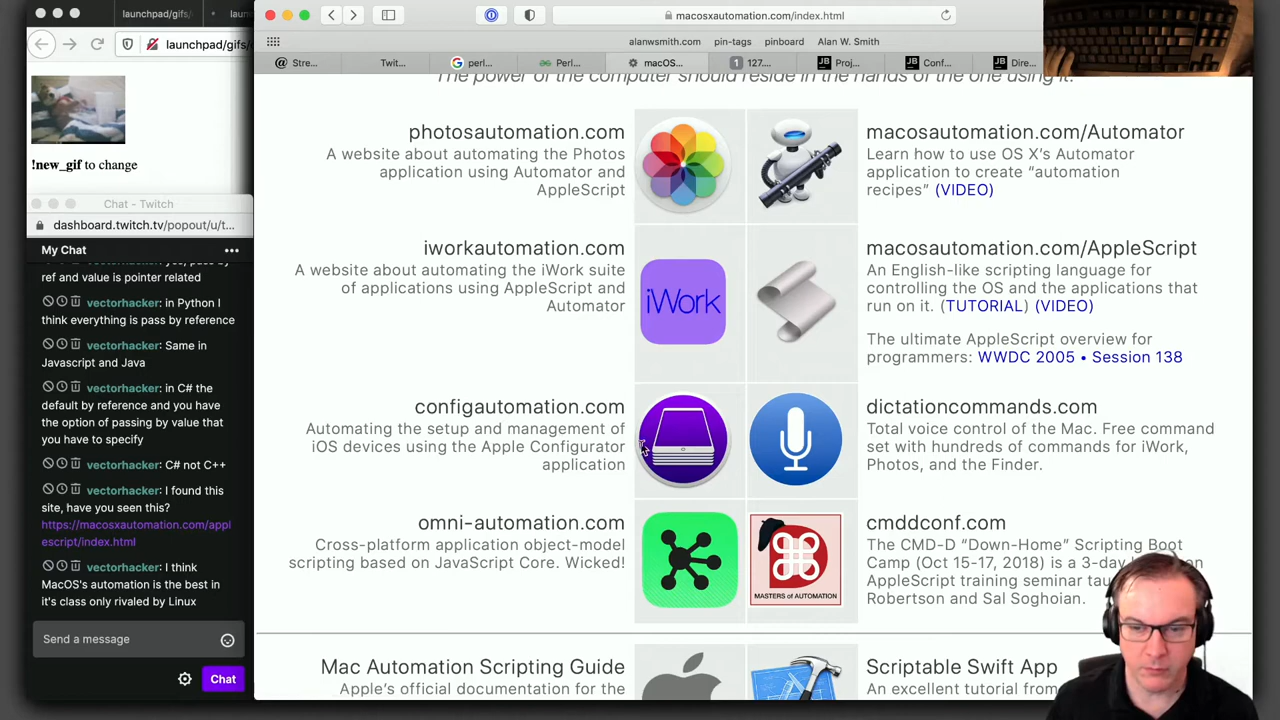 launchpad/gifs/
laun
launchpad/gifs/
!new_gif to change
Chat - Twitch
dashboard.twitch.tv/popout/u/t...
My Chat
ref and value is pointer related
vectorhacker: in Python I
think everything is pass by reference
vectorhacker: Same in
Javascript and Java
vectorhacker: in C# the
default by reference and you have
the option of passing by value that
you have to specify
vectorhacker: C# not C++
vectorhacker: I found this
site, have you seen this?
https://macosxautomation.com/appl
escript/index.html
vectorhacker: I think
MacOS's automation is the best in
it's class only rivaled by Linux
Send a message
Chat
macosxautomation.com/index.html
alanwsmith.com pin-tags pinboard Alan W. Smith
Stre... Twit... perl... Perl... macOS... 127... Proj... Conf... Dire...
The power of the computer should reside in the hands of the one using it.
photosautomation.com
A website about automating the Photos
application using Automator and
AppleScript
macosautomation.com/Automator
Learn how to use OS X's Automator
application to create “automation
recipes” (VIDEO)
iworkautomation.com
A website about automating the iWork suite
of applications using AppleScript and
Automator
iWork
macosautomation.com/AppleScript
An English-like scripting language for
controlling the OS and the applications that
run on it. (TUTORIAL) (VIDEO)
The ultimate AppleScript overview for
programmers: WWDC 2005 • Session 138
configautomation.com
Automating the setup and management of
iOS devices using the Apple Configurator
application
dictationcommands.com
Total voice control of the Mac. Free command
set with hundreds of commands for iWork,
Photos, and the Finder.
omni-automation.com
Cross-platform application object-model
scripting based on JavaScript Core. Wicked!
MASTERS of AUTOMATION
cmddconf.com
The CMD-D “Down-Home” Scripting Boot
Camp (Oct 15-17, 2018) is a 3-day
AppleScript training seminar
Robertson and Sal Soghoian.
Mac Automation Scripting Guide
Apple's official documentation for the
Scriptable Swift App
An excellent tutorial from